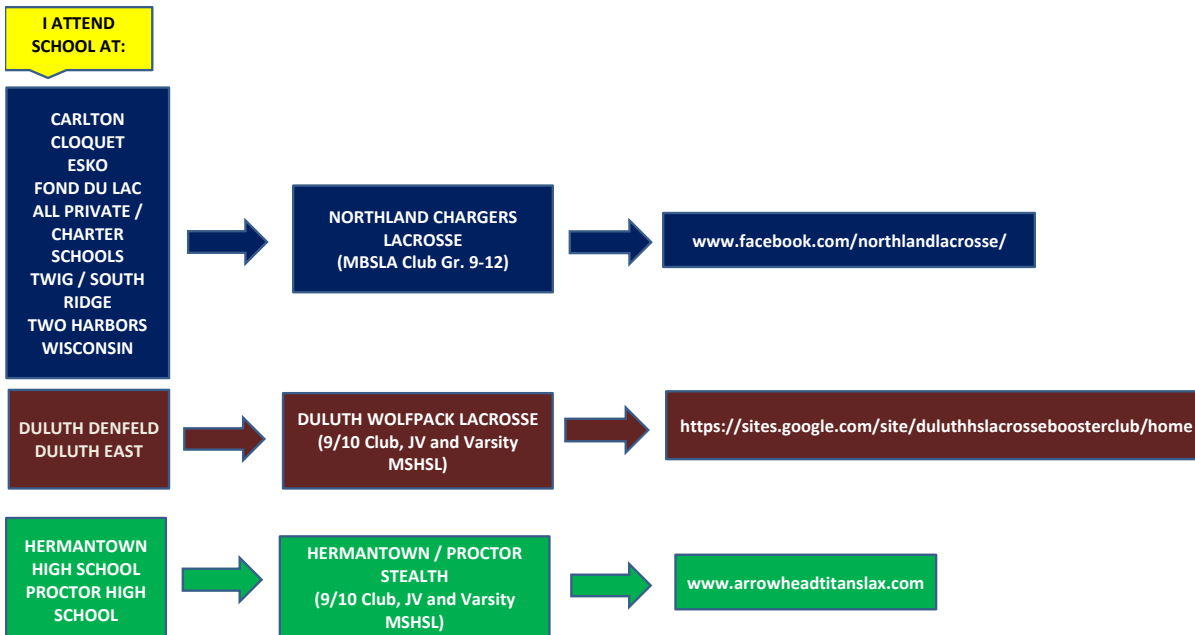 I ATTEND
SCHOOL AT:
CARLTON
CLOQUET
ESKO
FOND DU LAC
ALL PRIVATE /
CHARTER
SCHOOLS
TWIG / SOUTH
RIDGE
TWO HARBORS
WISCONSIN
NORTHLAND CHARGERS
LACROSSE
(MBSLA Club Gr. 9-12)
www.facebook.com/northlandlacrosse/
DULUTH DENFELD
DULUTH EAST
DULUTH WOLFPACK LACROSSE
(9/10 Club, JV and Varsity
MSHSL)
https://sites.google.com/site/duluthhslacrosseboosterclub/home
HERMANTOWN
HIGH SCHOOL
PROCTOR HIGH
SCHOOL
HERMANTOWN / PROCTOR
STEALTH
(9/10 Club, JV and Varsity
MSHSL)
www.arrowheadtitanslax.com